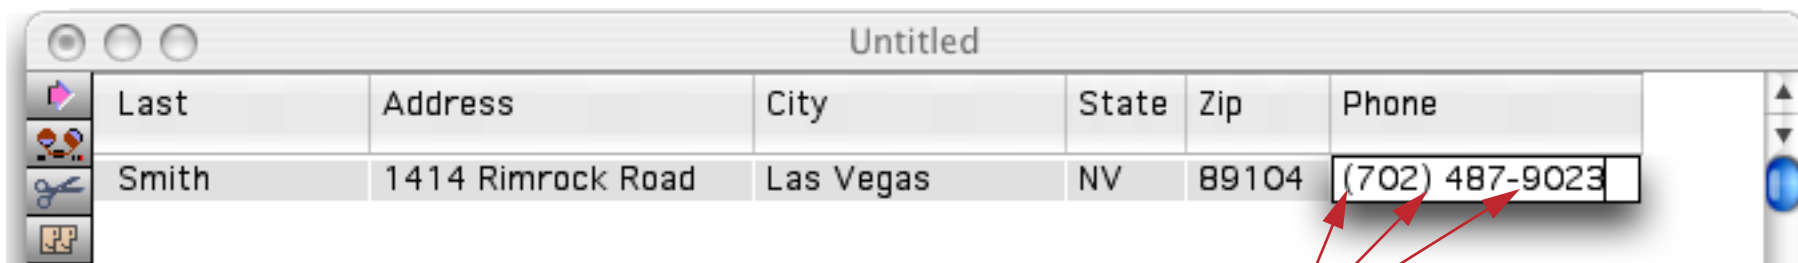 Untitled
Last Address City State Zip Phone
Smith 1414 Rimrock Road Las Vegas NV 89104 (702) 487-9023